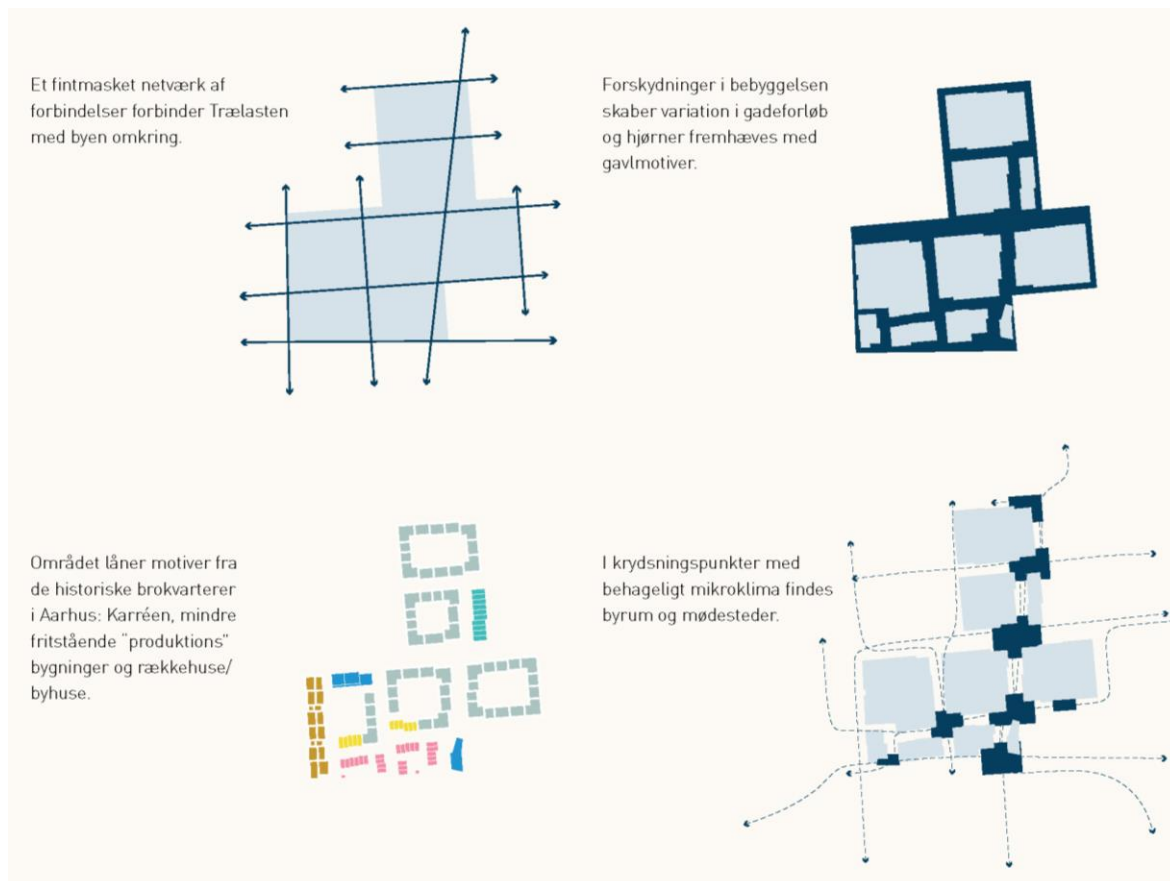 Et fintmasket netværk af
forbindelser forbinder Trælasten
med byen omkring.
Forskydninger i bebyggelsen
skaber variation i gadeforløb
og hjørner fremhæves med
gavlmotiver.
Området låner motiver fra
de historiske brokvarterer
i Aarhus: Karréen, mindre
fritstående "produktions"
bygninger og rækkehuse/
byhuse.
I krydsningspunkter med
behageligt mikroklima findes
byrum og mødesteder.